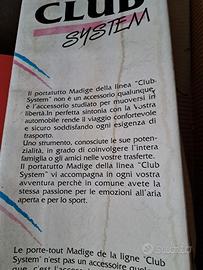 CLUB
SYSTEM
Il portatutto Madige della linea "Club-
System" non è un accessorio qualunque,
è l'accessorio studiato per muoversi in
libertà.In perfetta sintonia con la Vostra
automobile rende il viaggio confortevole
e sicuro soddisfando ogni esigenza di
trasporto.
Uno strumento, conosciute le sue poten-
zialità, in grado di coinvolgere l'intera
famiglia o gli amici nelle vostre trasferte.
Il portatutto Madige della linea "Club
System" vi accompagna in ogni vostra
avventura perchè in comune avete la
stessa passione per le emozioni all'aria
aperta e per lo sport.
Le porte-tout Madige de la ligne "Club
System" n'est pas un accessoire quelcon-